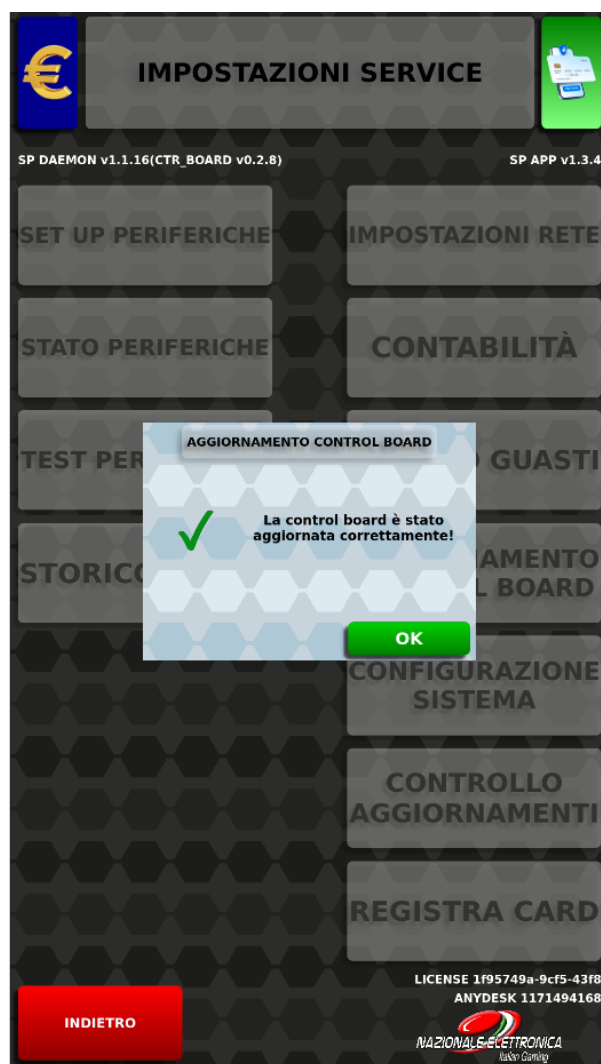 IMPOSTAZIONI SERVICE
SP DAEMON v1.1.16(CTR_BOARD v0.2.8)
SP APP v1.3.4
SET UP PERIFERICHE
IMPOSTAZIONI RETE
STATO PERIFERICHE
CONTABILITÀ
TEST PER
GUASTI
STORICO
AMENTO
L BOARD
AGGIORNAMENTO CONTROL BOARD
La control board è stato
aggiornata correttamente!
OK
CONFIGURAZIONE
SISTEMA
CONTROLLO
AGGIORNAMENTI
REGISTRA CARD
LICENSE 1f95749a-9cf5-43f8
ANYDESK 1171494168
INDIETRO
NAZIONALE ELETTRONICA
Italian Gaming